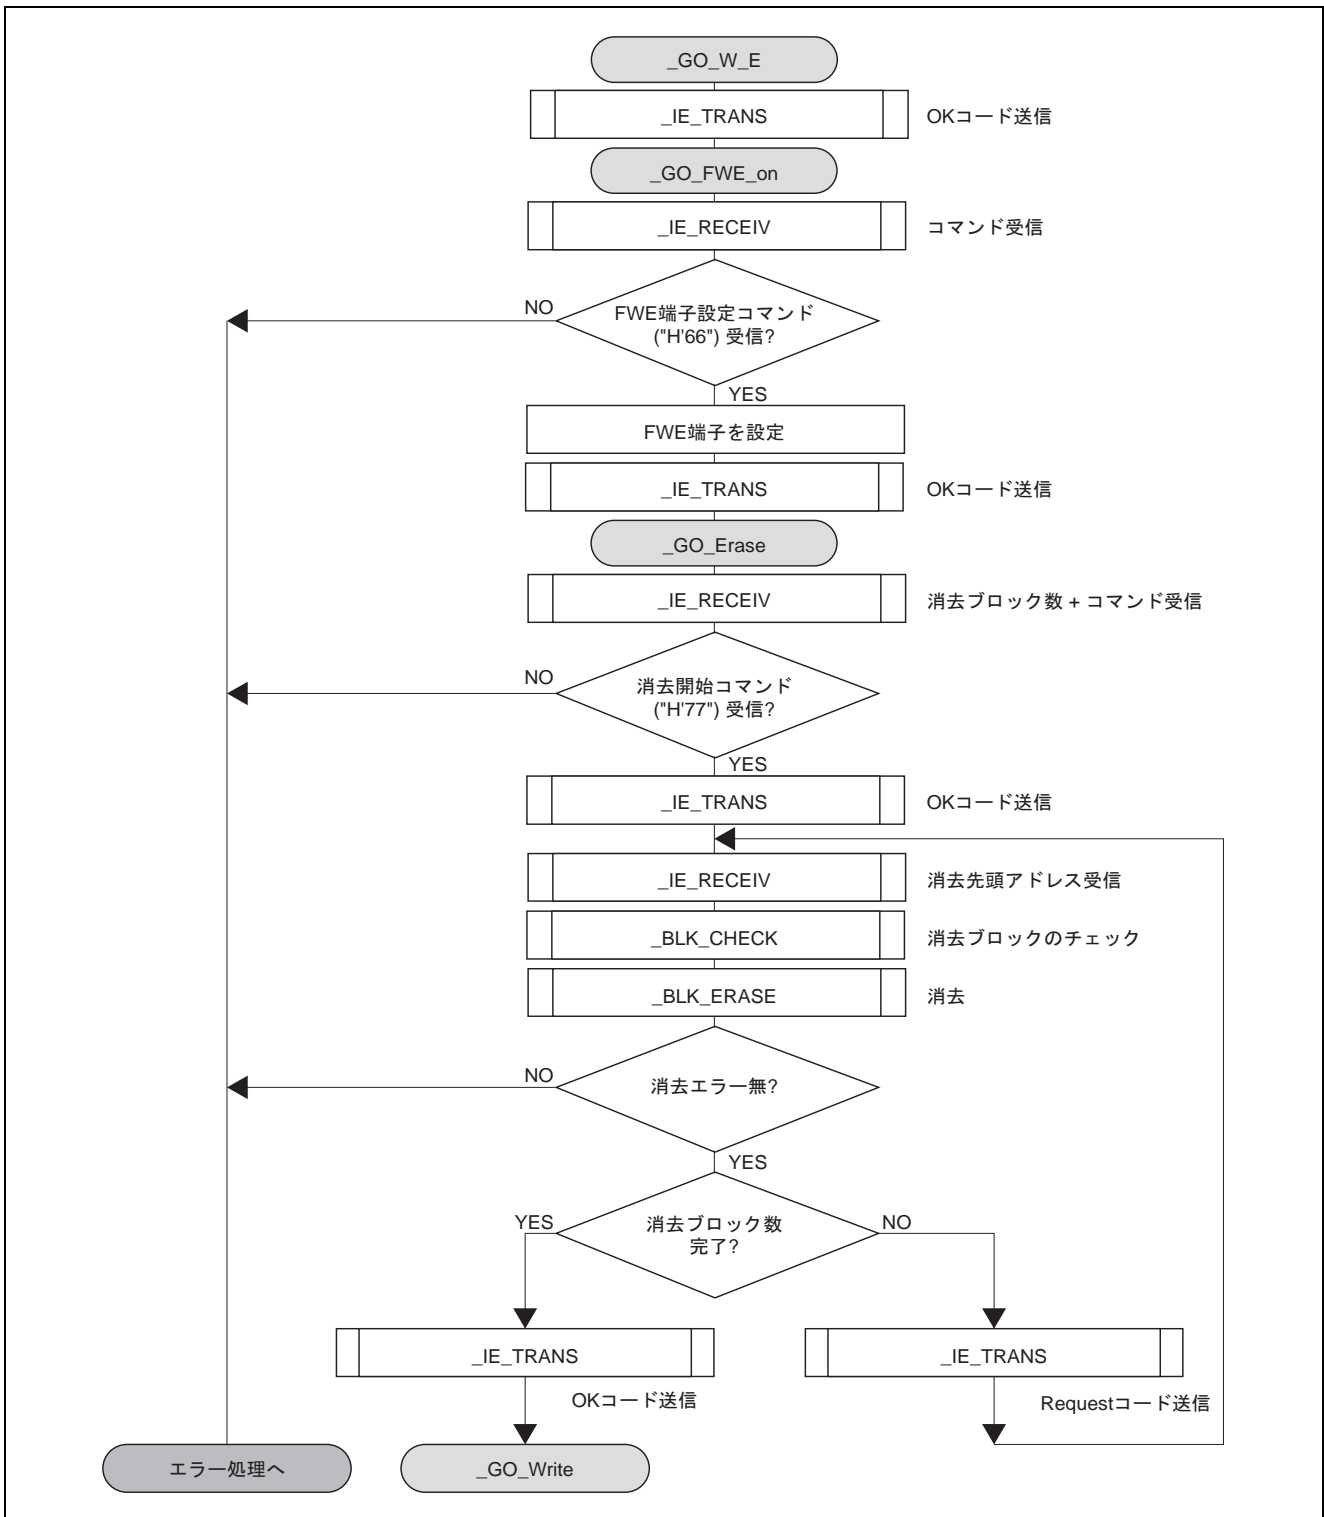 _GO_W_E
_IE_TRANS
OKコード送信
_GO_FWE_on
_IE_RECEIV
コマンド受信
NO
FWE端子設定コマンド
("H'66") 受信?
YES
FWE端子を設定
_IE_TRANS
OKコード送信
_GO_Erase
_IE_RECEIV
消去ブロック数 + コマンド受信
NO
消去開始コマンド
("H'77") 受信?
YES
_IE_TRANS
OKコード送信
_IE_RECEIV
消去先頭アドレス受信
_BLK_CHECK
消去ブロックのチェック
_BLK_ERASE
消去
NO
消去エラー無?
YES
YES
消去ブロック数
完了?
NO
_IE_TRANS
_IE_TRANS
OKコード送信
Requestコード送信
エラー処理へ
_GO_Write